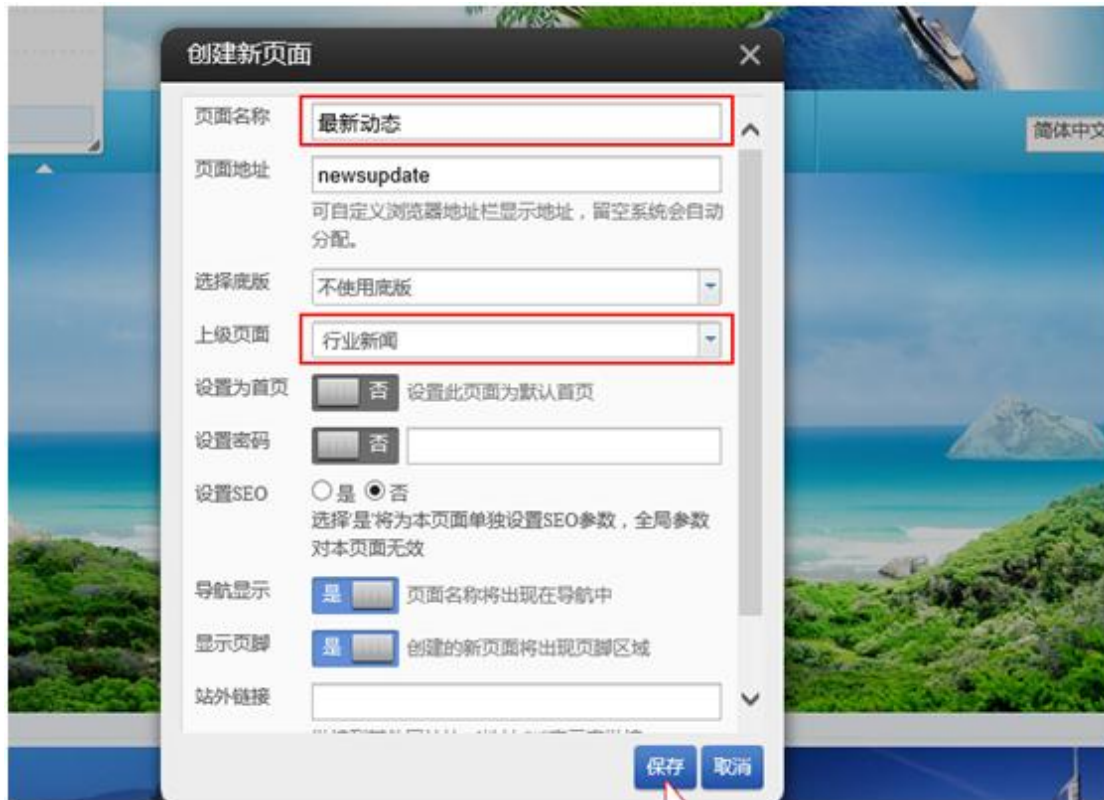 创建新页面
页面名称
最新动态
简体中文
页面地址
newsupdate
可自定义浏览器地址栏显示地址，留空系统会自动
分配。
选择底版
不使用底版
上级页面
行业新闻
设置为首页
否 设置此页面为默认首页
设置密码
否
设置SEO
是 否
选择'是'将为本页面单独设置SEO参数，全局参数
对本页面无效
导航显示
是 页面名称将出现在导航中
显示页脚
是 创建的新页面将出现页脚区域
站外链接
保存 取消